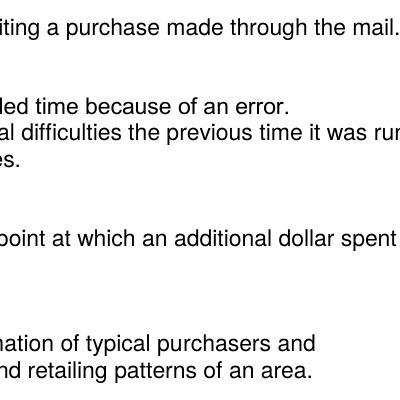 iting a purchase made through the mail.
led time because of an error.
al difficulties the previous time it was run
es.
point at which an additional dollar spent
nation of typical purchasers and
nd retailing patterns of an area.